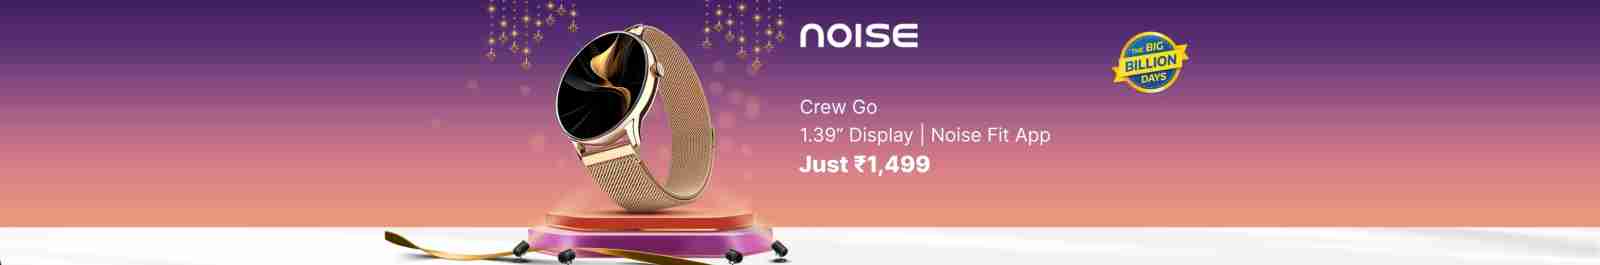 NOISE
THE BIG
BILLION
DAYS
Crew Go
1.39” Display | Noise Fit App
Just ₹1,499